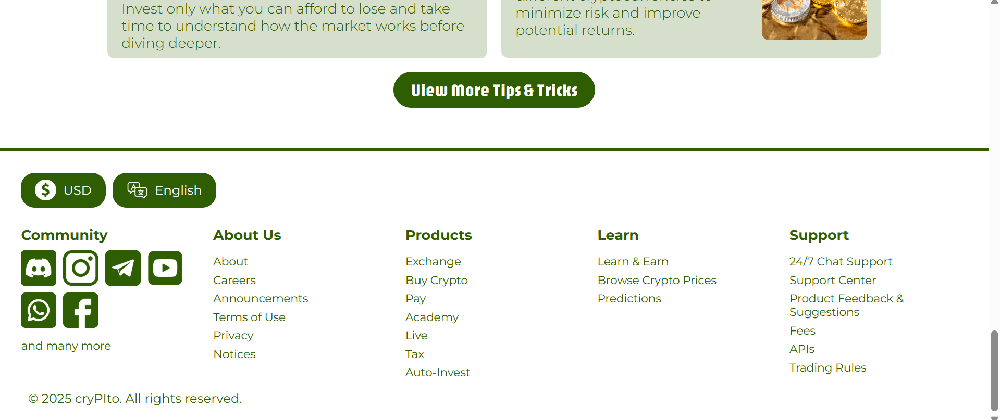 Invest only what you can afford to lose and take
time to understand how the market works before
diving deeper.
different cryptocurrencies to
minimize risk and improve
potential returns.
View More Tips & Tricks
USD
English
Community
and many more
About Us
About
Careers
Announcements
Terms of Use
Privacy
Notices
Products
Exchange
Buy Crypto
Pay
Academy
Live
Tax
Auto-Invest
Learn
Learn & Earn
Browse Crypto Prices
Predictions
Support
24/7 Chat Support
Support Center
Product Feedback &
Suggestions
Fees
APIs
Trading Rules
© 2025 cryPIto. All rights reserved.